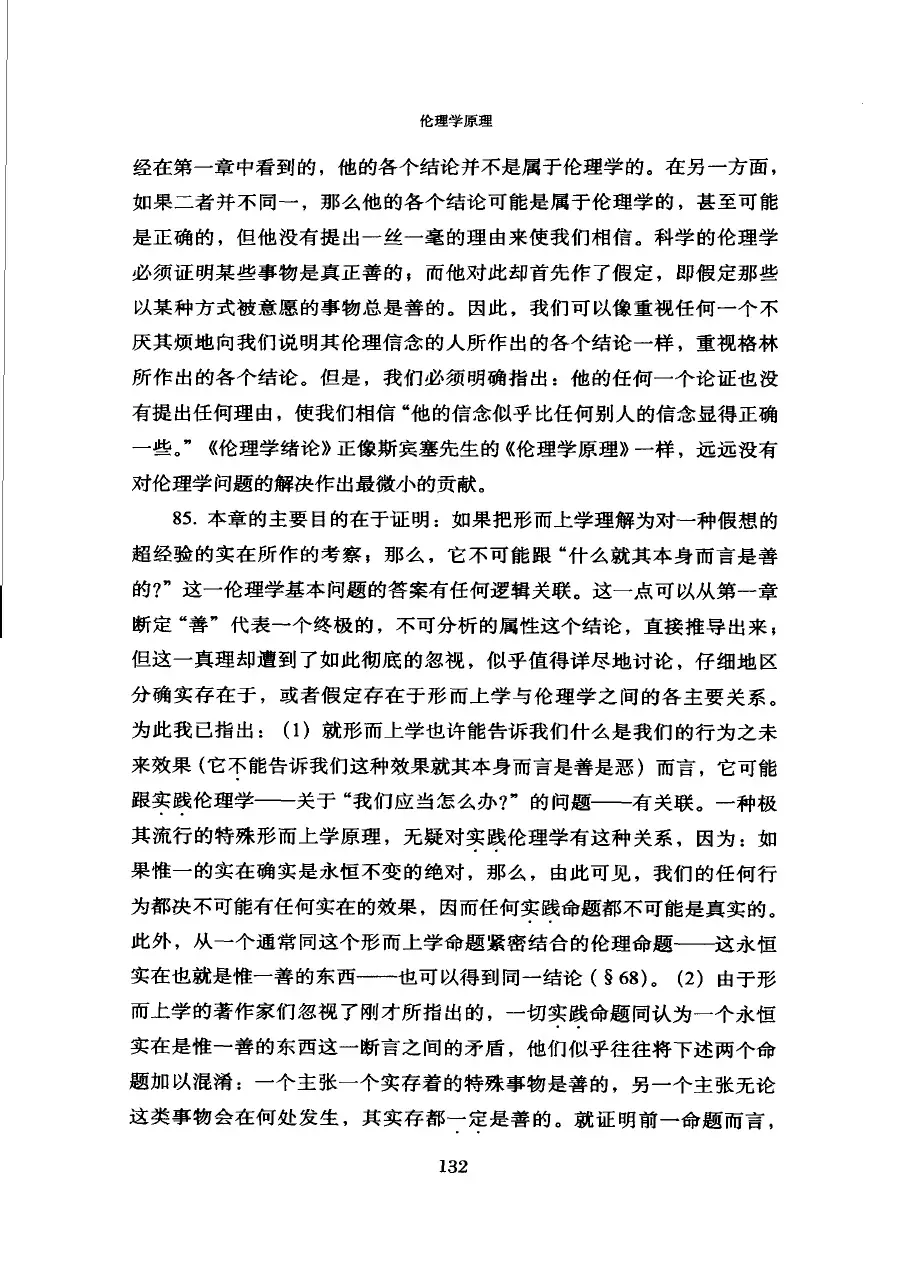 伦理学原理
经在第一章中看到的，他的各个结论并不是属于伦理学的。在另一方面，
如果二者并不同一，那么他的各个结论可能是属于伦理学的，甚至可能
是正确的，但他没有提出一丝一毫的理由来使我们相信。科学的伦理学
必须证明某些事物是真正善的；而他对此却首先作了假定，即假定那些
以某种方式被意愿的事物总是善的。因此，我们可以像重视任何一个不
厌其烦地向我们说明其伦理信念的人所作出的各个结论一样，重视格林
所作出的各个结论。但是，我们必须明确指出：他的任何一个论证也没
有提出任何理由，使我们相信“他的信念似乎比任何别人的信念显得正确
一些。”《伦理学绪论》正像斯宾塞先生的《伦理学原理》一样，远远没有
对伦理学问题的解决作出最微小的贡献。
85. 本章的主要目的在于证明：如果把形而上学理解为对一种假想的
超经验的实在所作的考察；那么，它不可能跟“什么就其本身而言是善
的?”这一伦理学基本问题的答案有任何逻辑关联。这一点可以从第一章
断定“善”代表一个终极的，不可分析的属性这个结论，直接推导出来；
但这一真理却遭到了如此彻底的忽视，似乎值得详尽地讨论，仔细地区
分确实存在于，或者假定存在于形而上学与伦理学之间的各主要关系。
为此我已指出：(1) 就形而上学也许能告诉我们什么是我们的行为之未
来效果（它不能告诉我们这种效果就其本身而言是善是恶）而言，它可能
跟实践伦理学——关于“我们应当怎么办?”的问题——有关联。一种极
其流行的特殊形而上学原理，无疑对实践伦理学有这种关系，因为：如
果惟一的实在确实是永恒不变的绝对，那么，由此可见，我们的任何行
为都决不可能有任何实在的效果，因而任何实践命题都不可能是真实的。
此外，从一个通常同这个形而上学命题紧密结合的伦理命题——这永恒
实在也就是惟一善的东西——也可以得到同一结论（§68）。(2) 由于形
而上学的著作家们忽视了刚才所指出的，一切实践命题同认为一个永恒
实在是惟一善的东西这一断言之间的矛盾，他们似乎往往将下述两个命
题加以混淆：一个主张一个实存着的特殊事物是善的，另一个主张无论
这类事物会在何处发生，其实存都一定是善的。就证明前一命题而言，
132